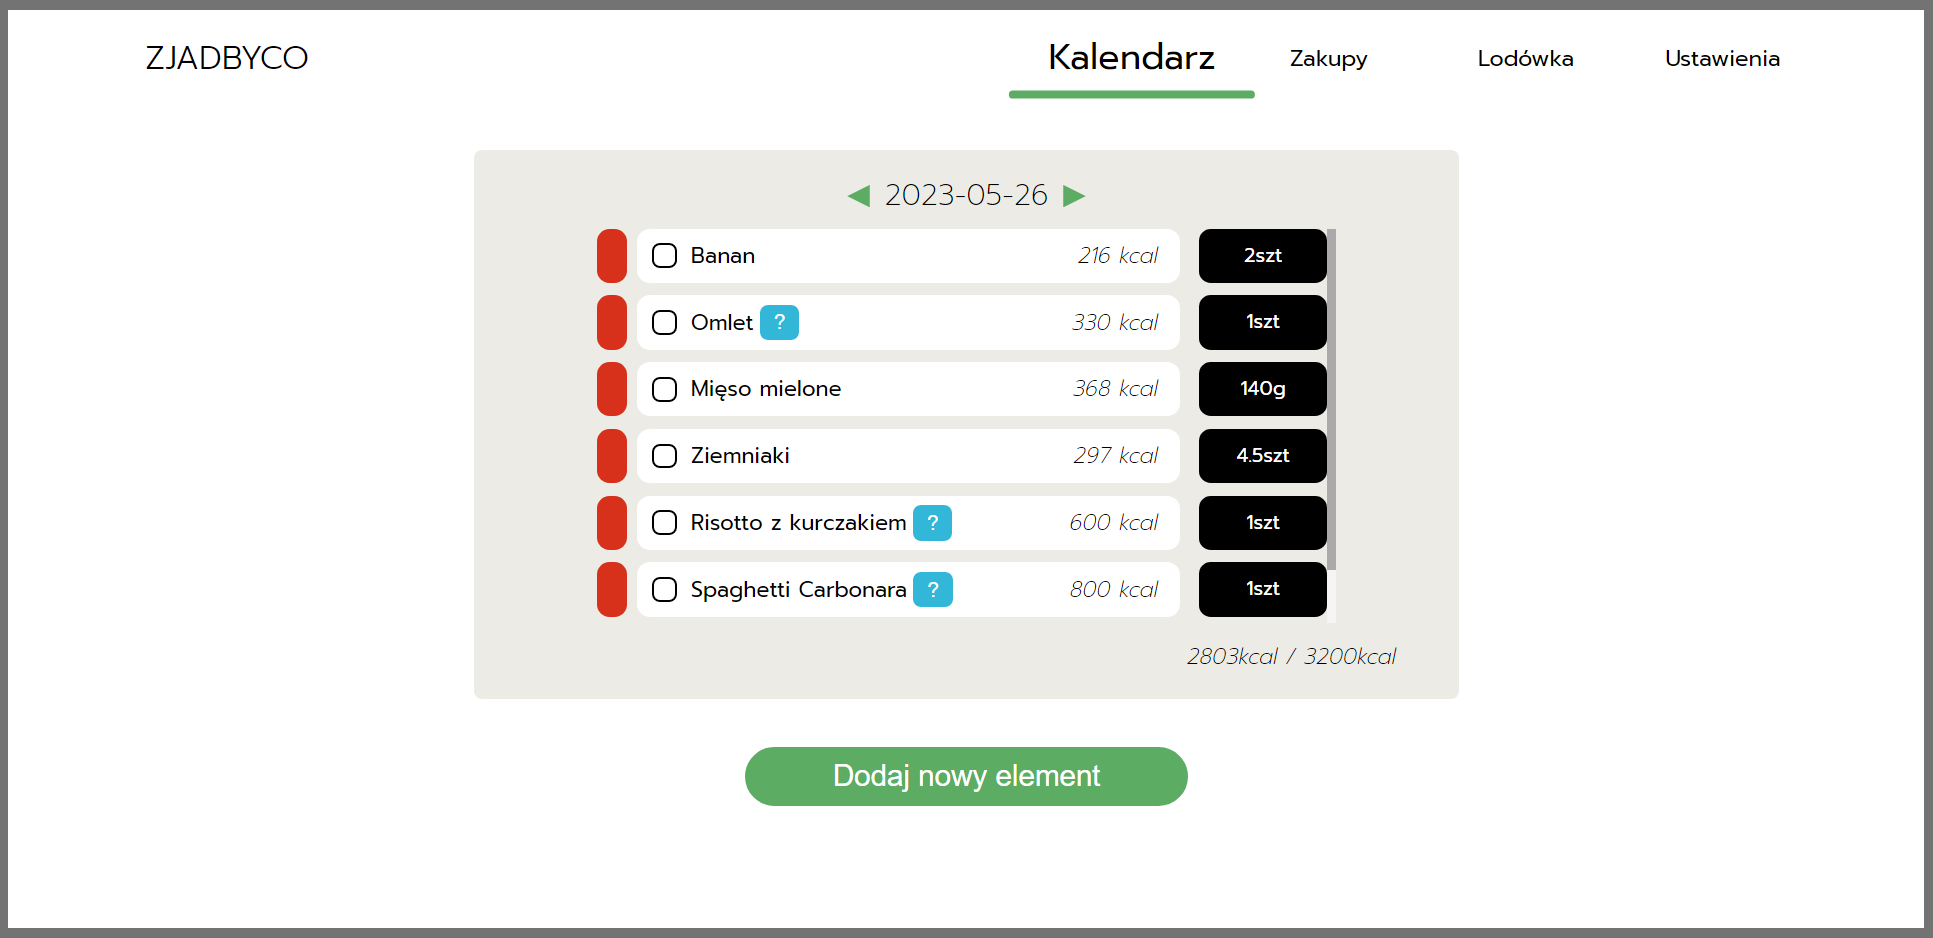 ZJADBYCO Kalendarz Zakupy Lodówka Ustawienia
◀ 2023-05-26 ▶
Banan 216 kcal 2szt
Omlet ? 330 kcal 1szt
Mięso mielone 368 kcal 140g
Ziemniaki 297 kcal 4.5szt
Risotto z kurczakiem ? 600 kcal 1szt
Spaghetti Carbonara ? 800 kcal 1szt
2803kcal / 3200kcal
Dodaj nowy element